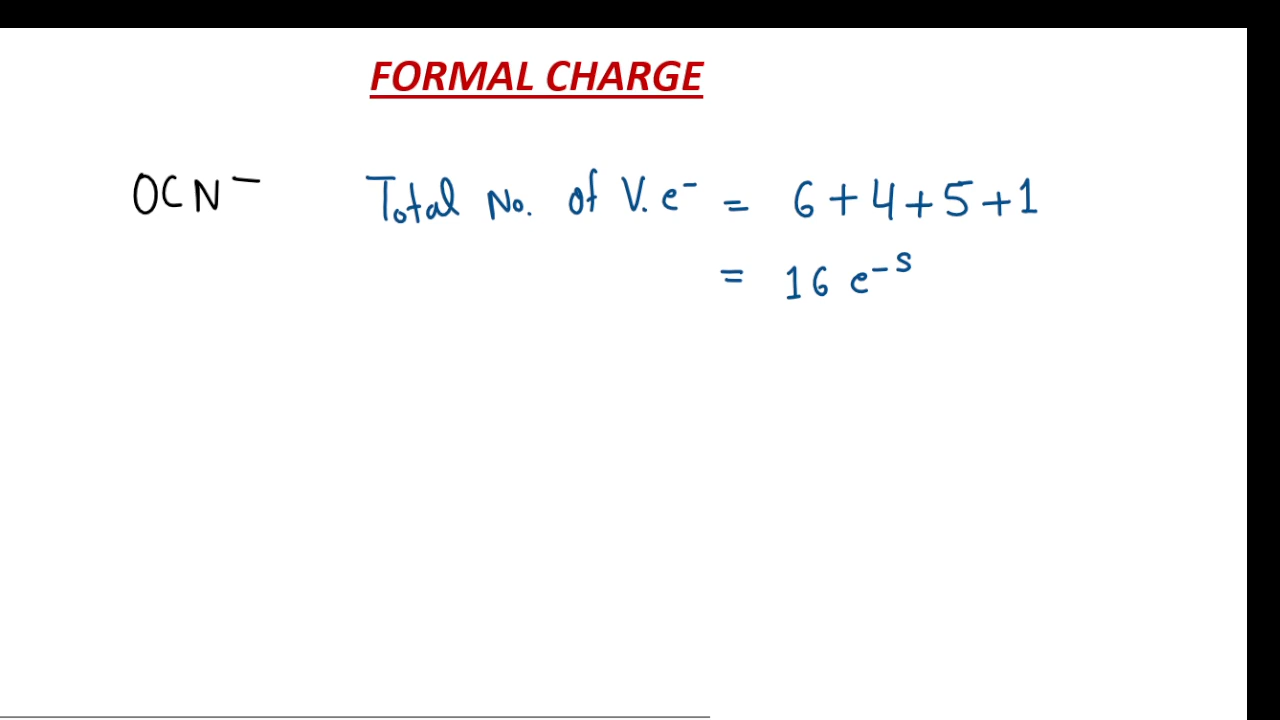 FORMAL CHARGE
OCN⁻ Total No. of V. e⁻ = 6+4+5+1
= 16 e⁻ˢ